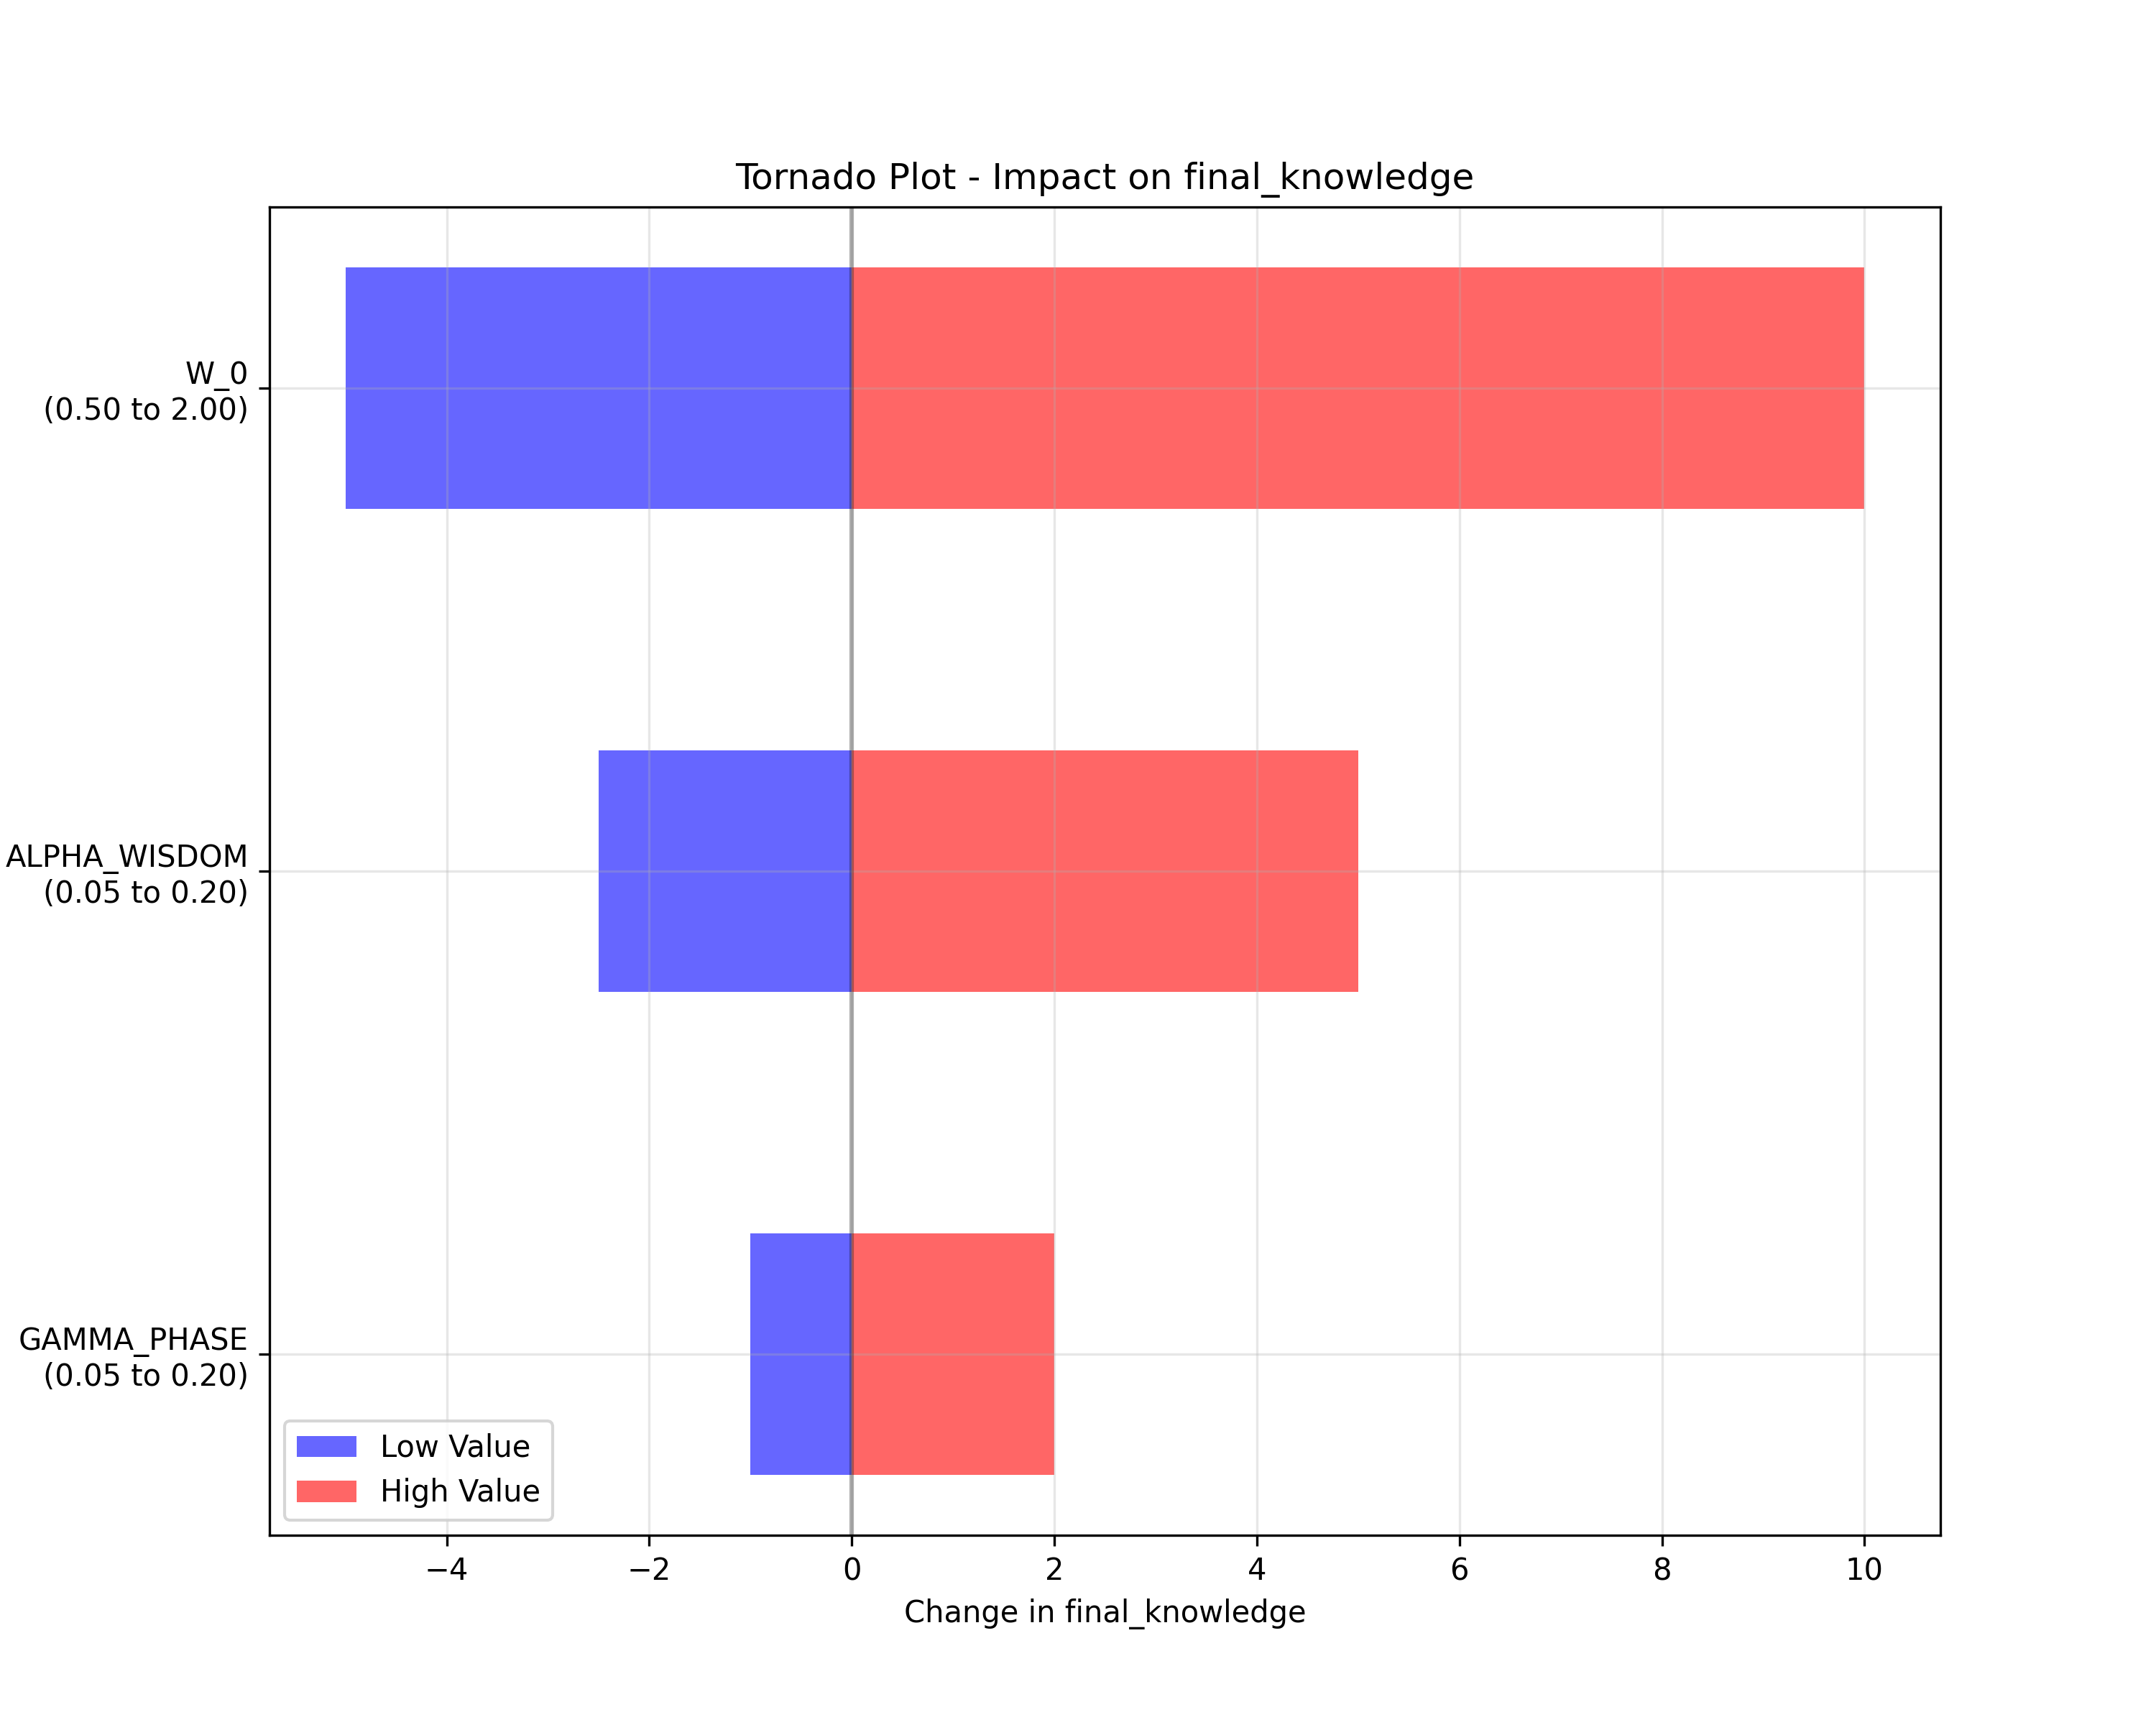 Tornado Plot - Impact on final_knowledge
W_0
(0.50 to 2.00)
ALPHA_WISDOM
(0.05 to 0.20)
GAMMA_PHASE
(0.05 to 0.20)
Low Value
High Value
−4 −2 0 2 4 6 8 10
Change in final_knowledge